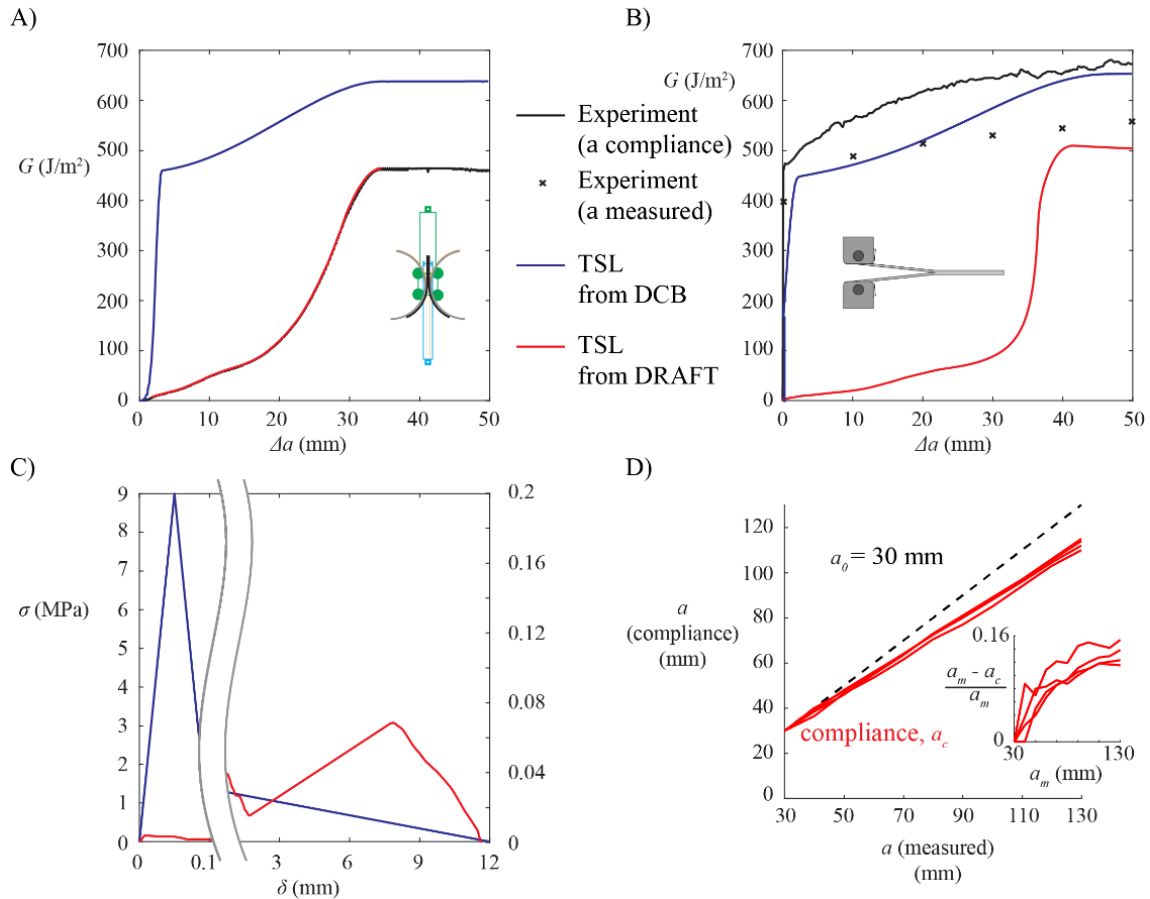 A)
700
600
500
400
300
200
100
0
G (J/m²)
0 10 20 30 40 50
Δa (mm)
Experiment
(a compliance)
Experiment
(a measured)
TSL
from DCB
TSL
from DRAFT
B)
700
600
500
400
300
200
100
0
G (J/m²)
0 10 20 30 40 50
Δa (mm)
C)
9
8
7
6
5
4
3
2
1
0
σ (MPa)
0.2
0.16
0.12
0.08
0.04
0
0 0.1 3 6 9 12
δ (mm)
D)
120
100
80
60
40
20
0
a
(compliance)
(mm)
a₀ = 30 mm
compliance, a_c
0.16
a_m - a_c
a_m
0
30 130
a_m (mm)
30 50 70 90 110 130
a (measured)
(mm)